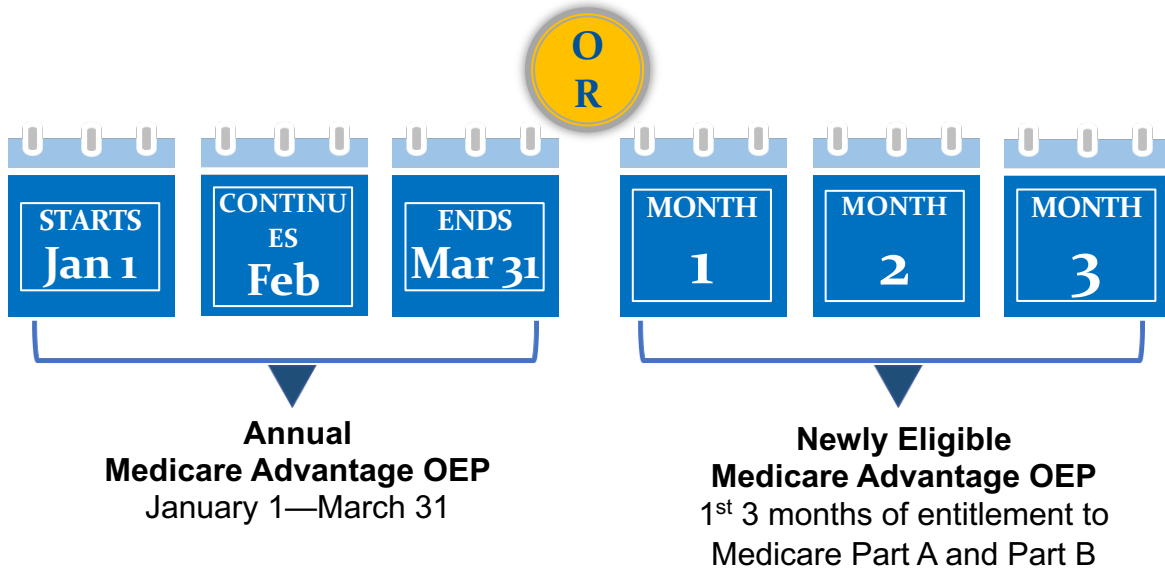 O
R
STARTS
Jan 1
CONTINU
ES
Feb
ENDS
Mar 31
MONTH
1
MONTH
2
MONTH
3
Annual
Medicare Advantage OEP
January 1—March 31
Newly Eligible
Medicare Advantage OEP
1st 3 months of entitlement to
Medicare Part A and Part B